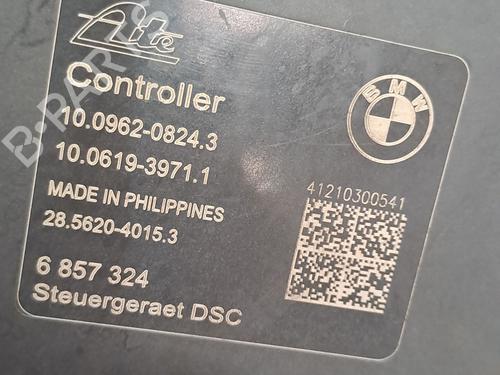 Ate
BMW
Controller
10.0962-0824.3
10.0619-3971.1
MADE IN PHILIPPINES
28.5620-4015.3
41210300541
6 857 324
Steuergeraet DSC
B-PARTS